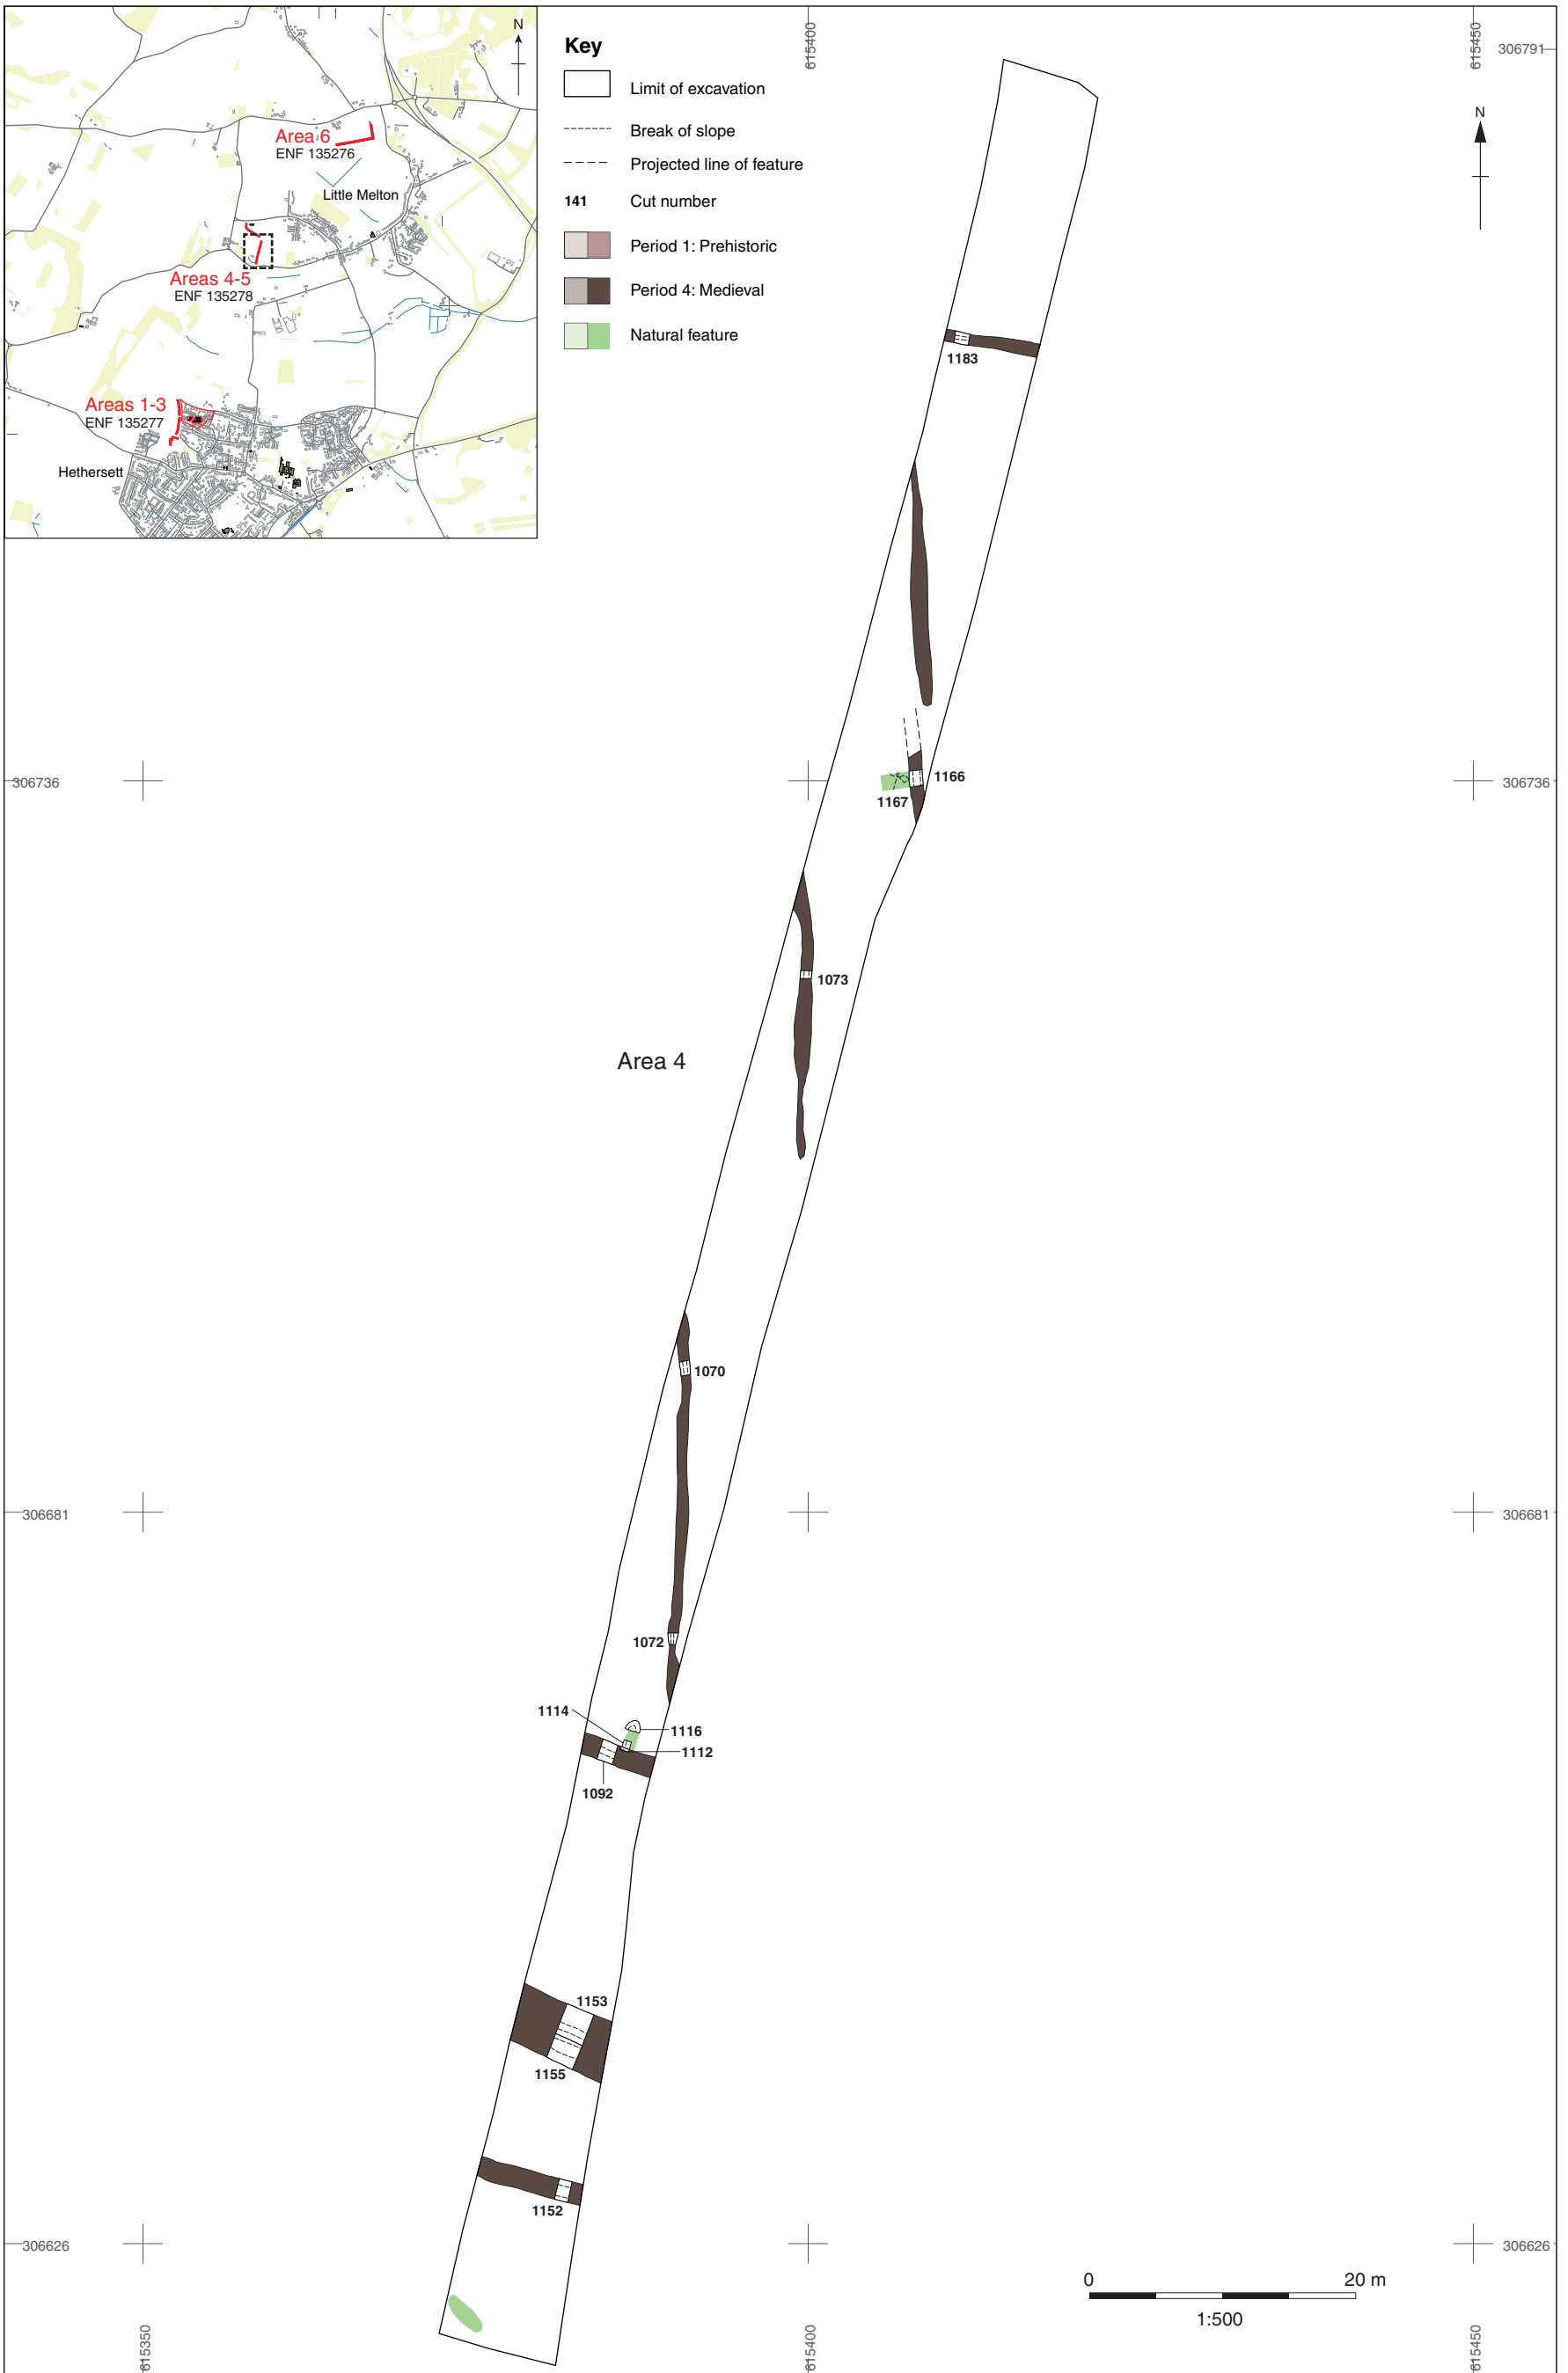 N
Area 6
ENF 135276
Little Melton
Areas 4-5
ENF 135278
Areas 1-3
ENF 135277
Hethersett
Key
Limit of excavation
Break of slope
Projected line of feature
141 Cut number
Period 1: Prehistoric
Period 4: Medieval
Natural feature
615400
615450
306791
N
1183
306736
1166
1167
306736
1073
Area 4
1070
306681
306681
1072
1114
1116
1112
1092
1153
1155
1152
306626
306626
0 20 m
1:500
615350
615400
615450